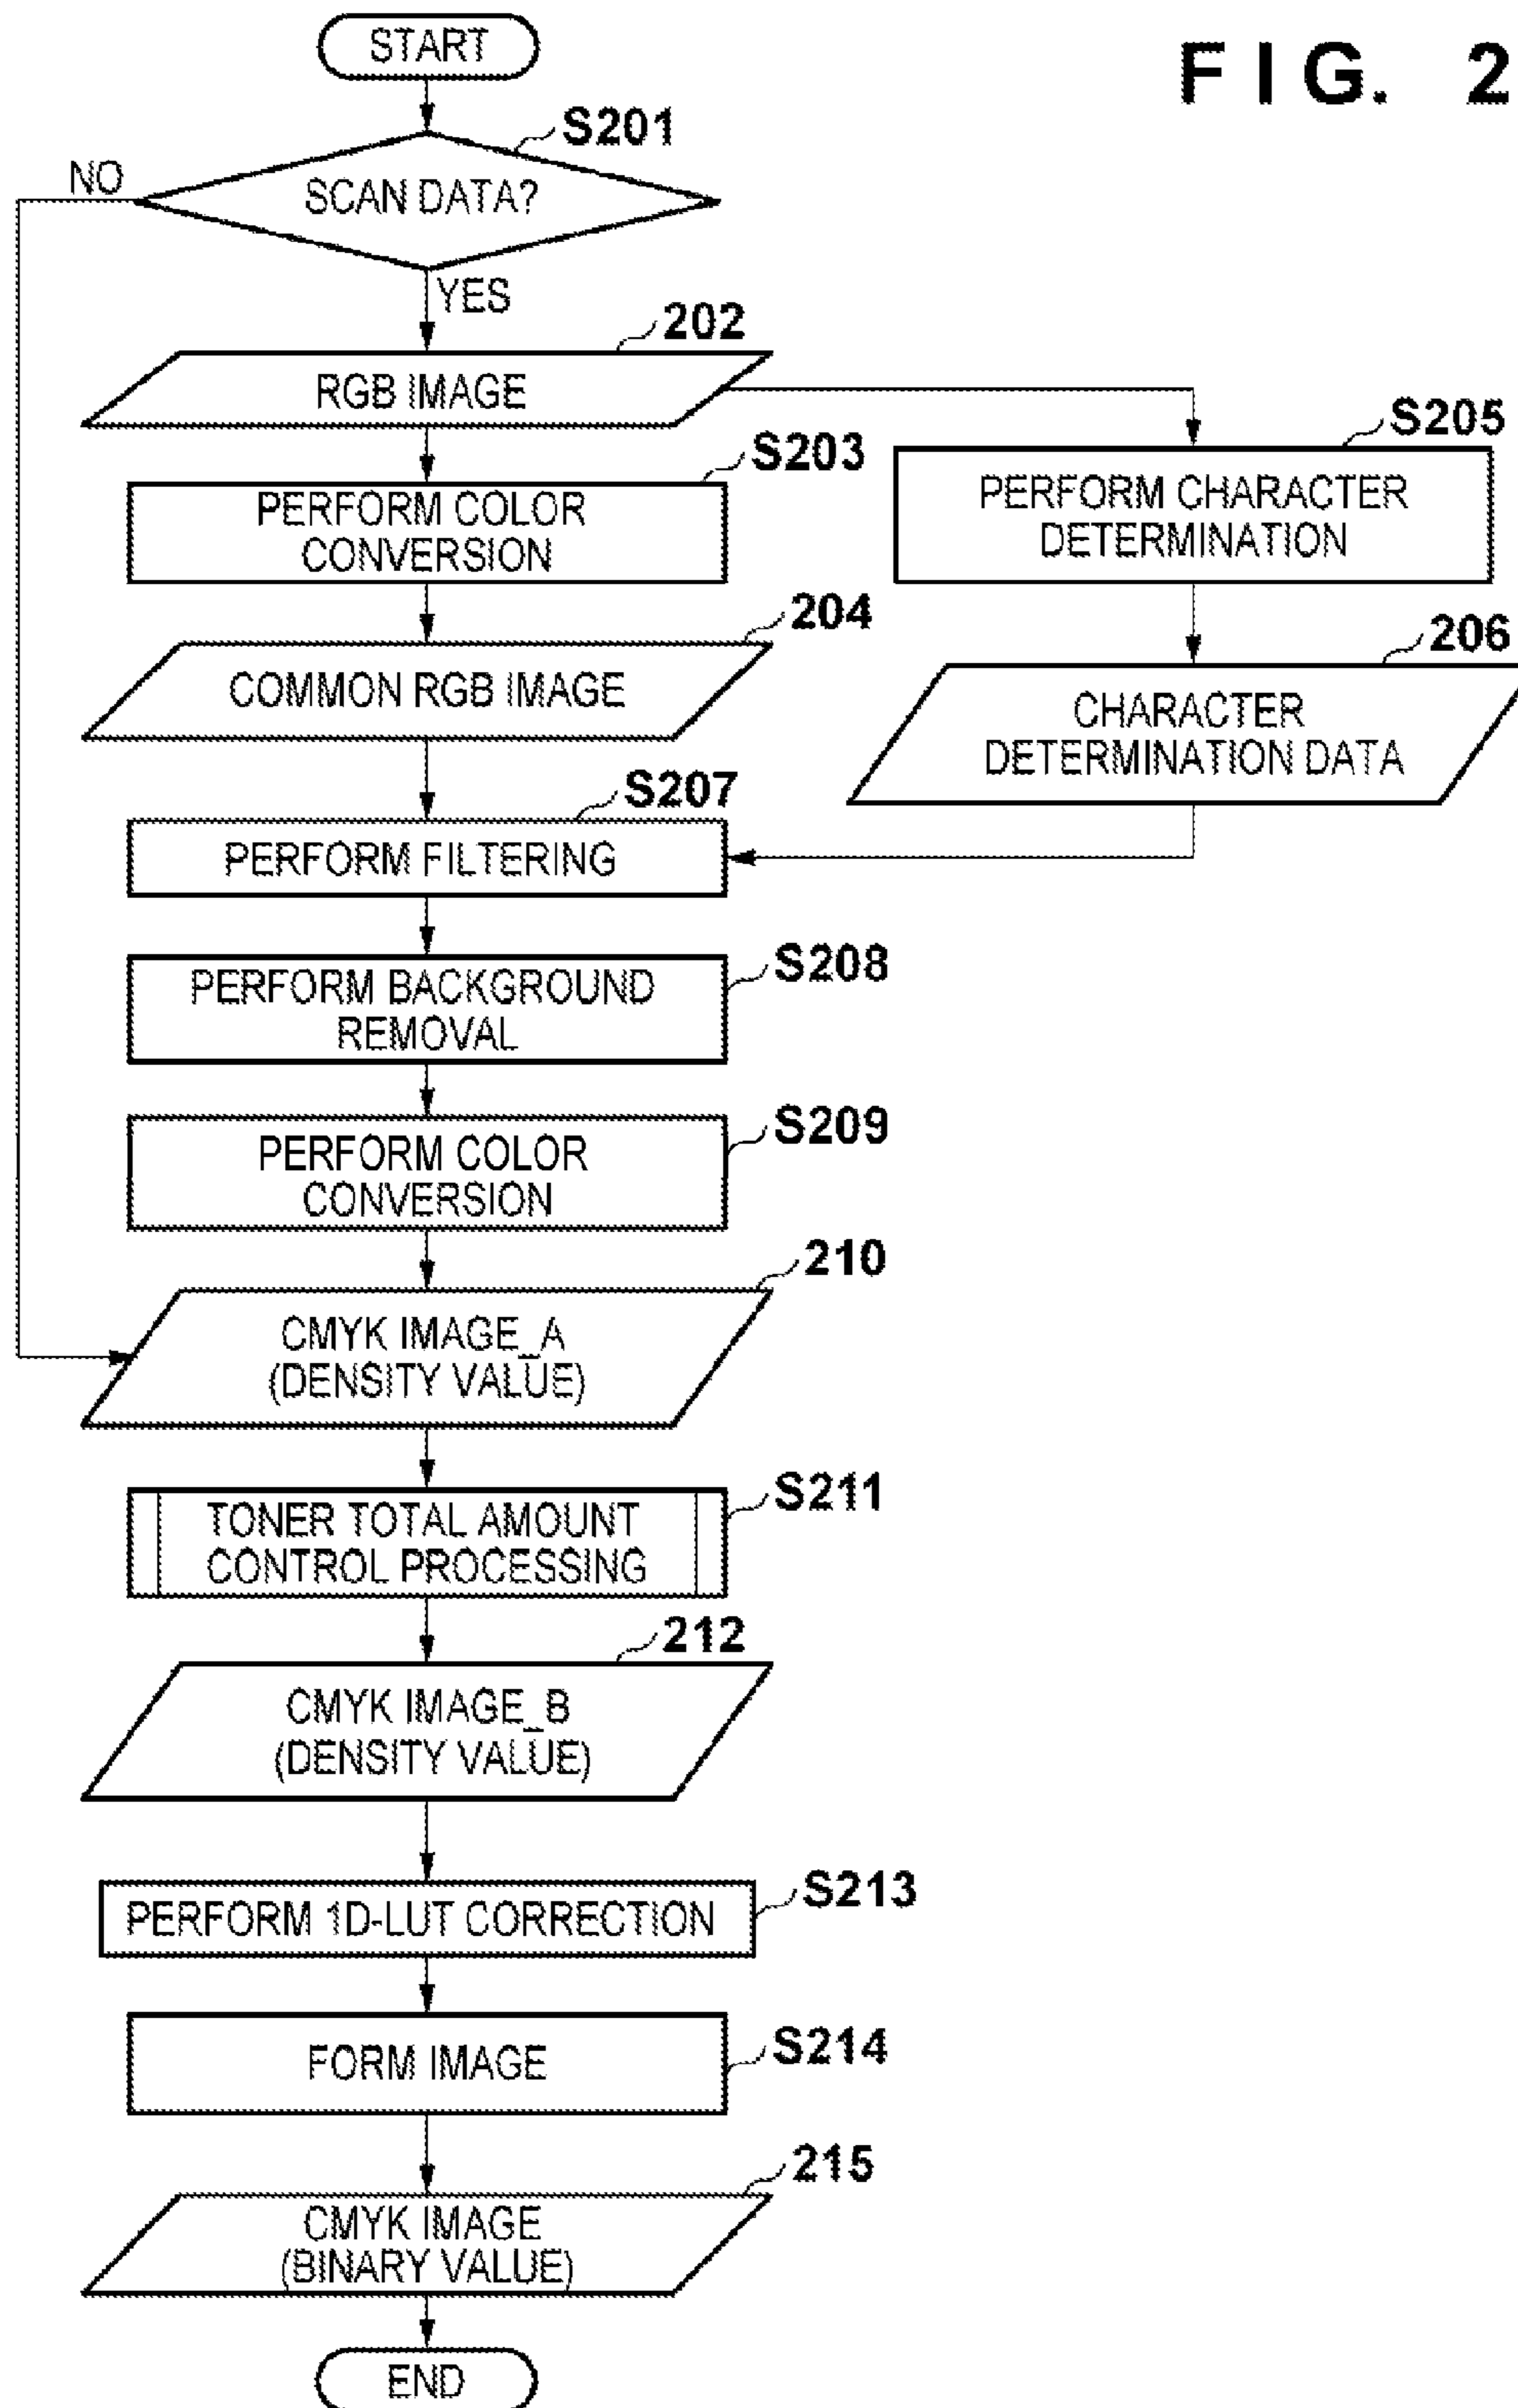 FIG. 2
START
S201
NO
SCAN DATA?
YES
202
RGB IMAGE
S203
PERFORM COLOR
CONVERSION
S205
PERFORM CHARACTER
DETERMINATION
204
COMMON RGB IMAGE
206
CHARACTER
DETERMINATION DATA
S207
PERFORM FILTERING
S208
PERFORM BACKGROUND
REMOVAL
S209
PERFORM COLOR
CONVERSION
210
CMYK IMAGE_A
(DENSITY VALUE)
S211
TONER TOTAL AMOUNT
CONTROL PROCESSING
212
CMYK IMAGE_B
(DENSITY VALUE)
S213
PERFORM 1D-LUT CORRECTION
S214
FORM IMAGE
215
CMYK IMAGE
(BINARY VALUE)
END